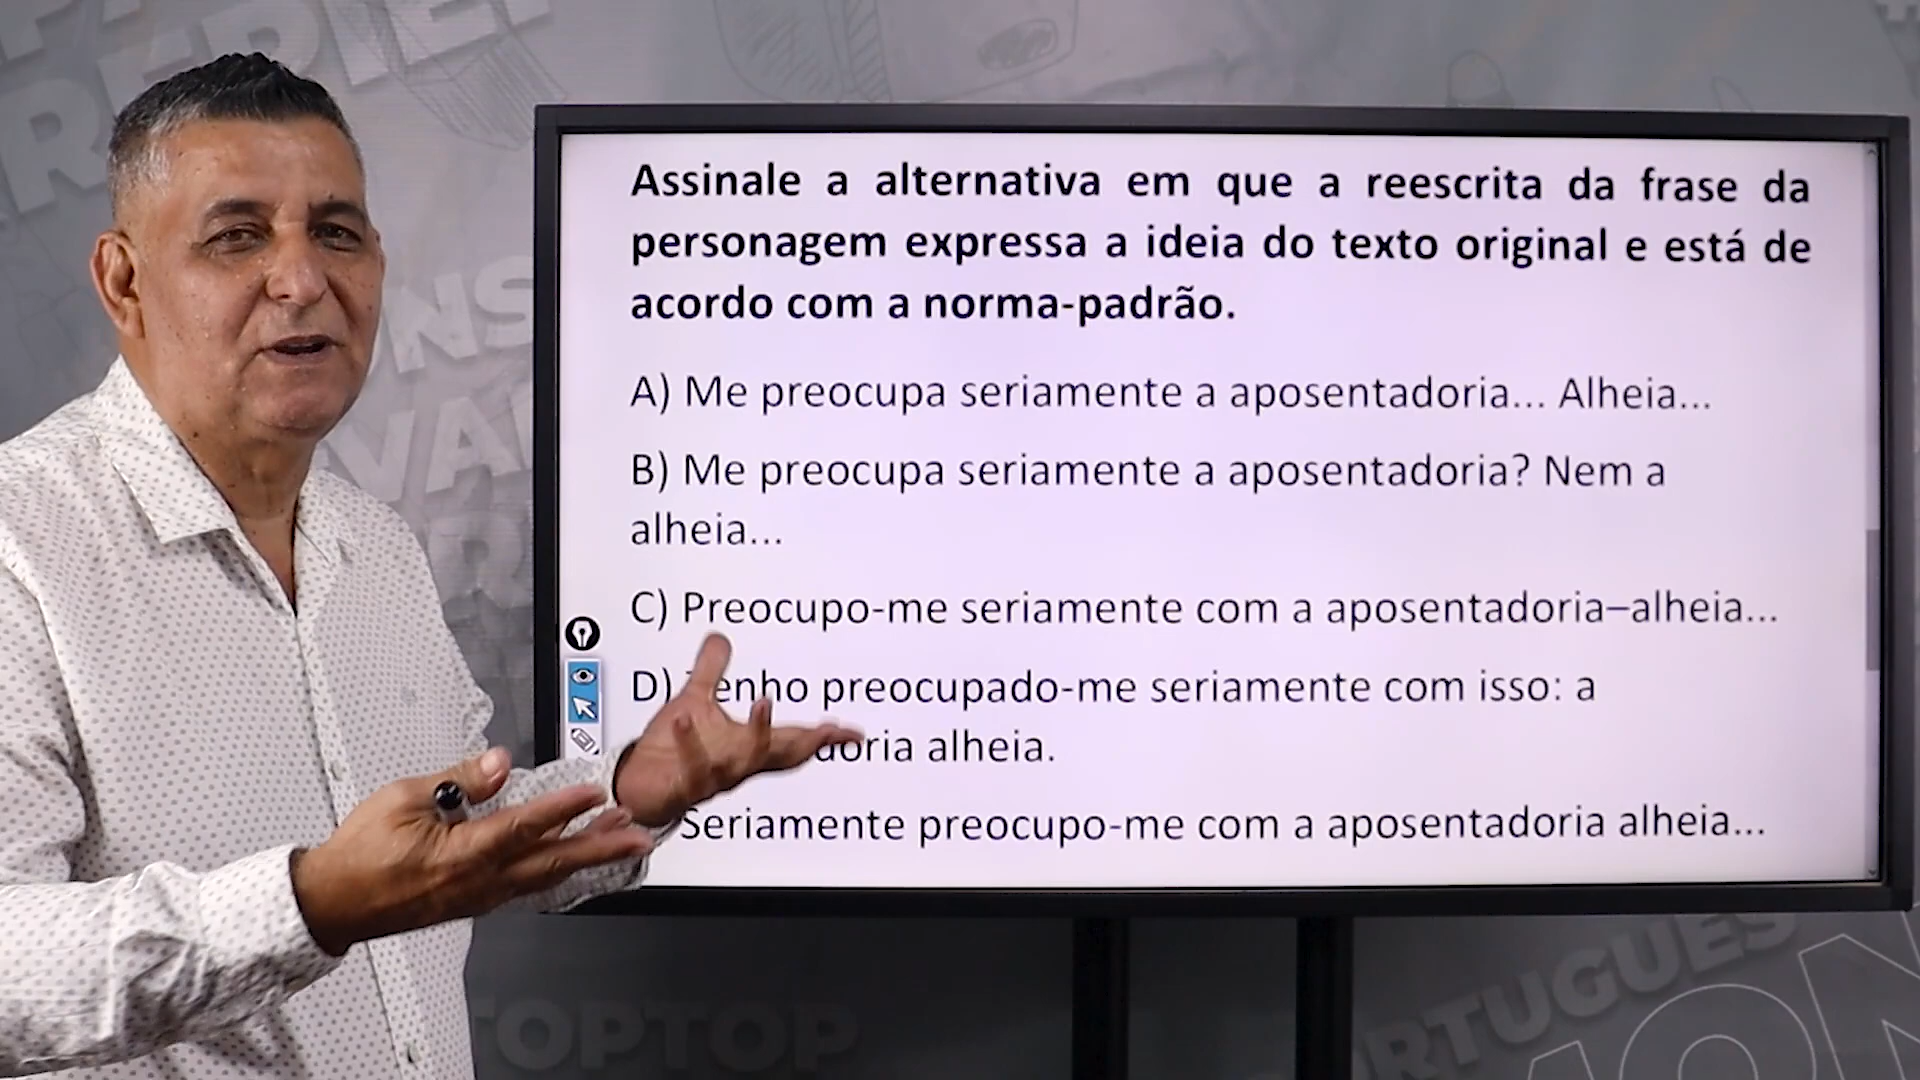 Assinale a alternativa em que a reescrita da frase da
personagem expressa a ideia do texto original e está de
acordo com a norma-padrão.
A) Me preocupa seriamente a aposentadoria... Alheia...
B) Me preocupa seriamente a aposentadoria? Nem a
alheia...
C) Preocupo-me seriamente com a aposentadoria–alheia...
D) preocupado-me seriamente com isso: a
alheia.
Seriamente preocupo-me com a aposentadoria alheia...
TOPTOP